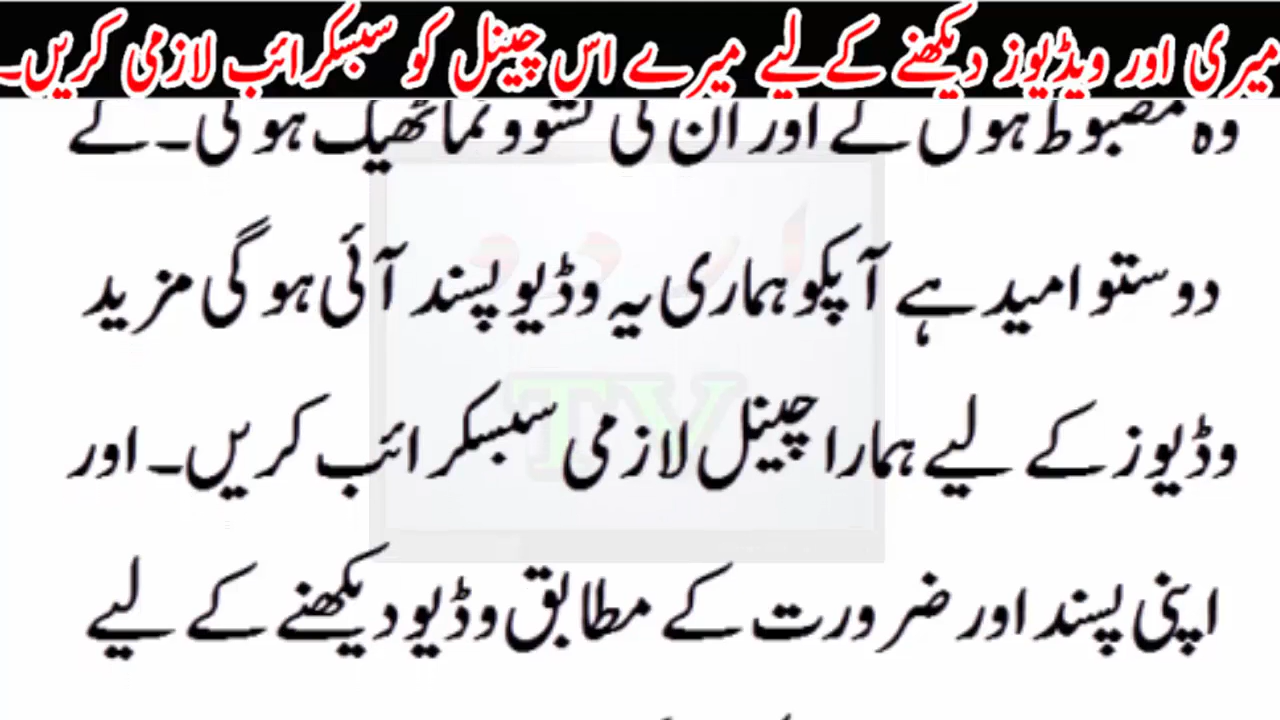 میری اور ویڈیوز دیکھنے کے لیے میرے اس چینل کو سبسکرائب لازمی کریں۔
وہ مضبوط ہوں گے اور ان کی نشوونما ٹھیک ہو گی۔ گے
دوستو امید ہے آپکو ہماری یہ وڈیو پسند آئی ہو گی مزید
وڈیوز کے لیے ہمارا چینل لازمی سبسکرائب کریں۔ اور
اپنی پسند اور ضرورت کے مطابق وڈیو دیکھنے کے لیے
اردو
TV